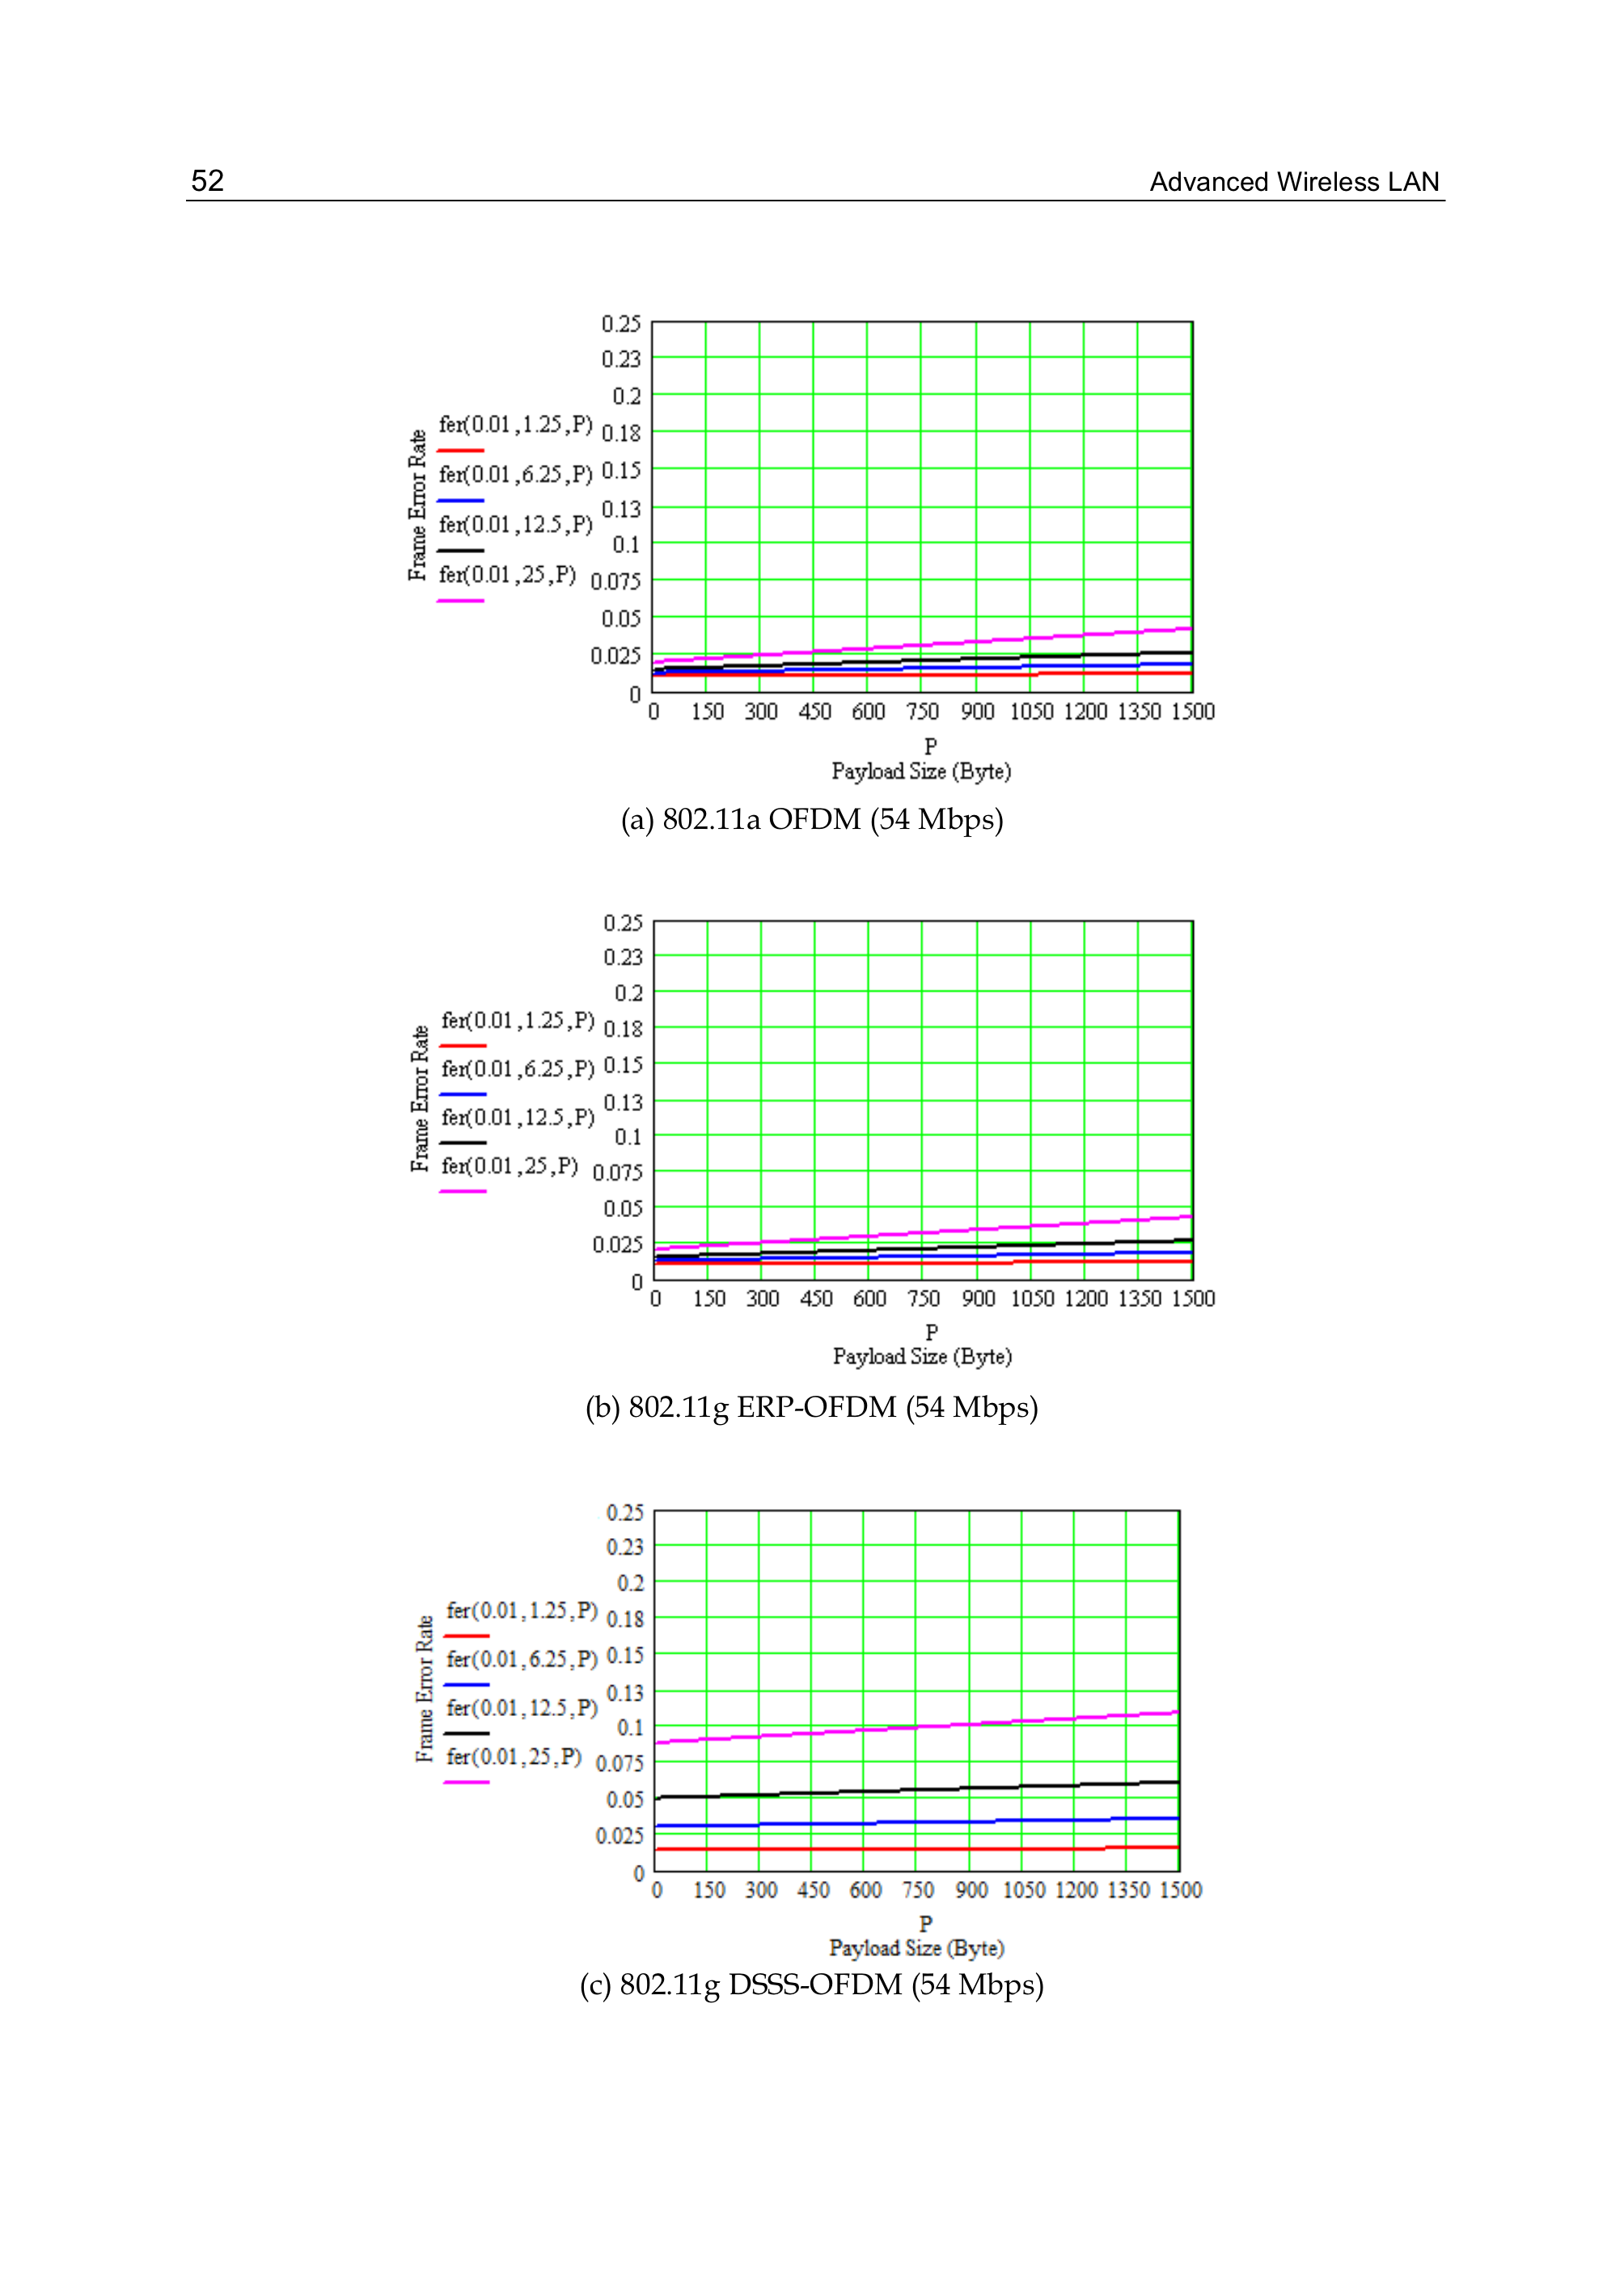 52 Advanced Wireless LAN
0.25
0.23
0.2
fer(0.01,1.25,P) 0.18
fer(0.01,6.25,P) 0.15
0.13
fer(0.01,12.5,P)
0.1
fer(0.01,25,P) 0.075
0.05
0.025
0
Frame Error Rate
0 150 300 450 600 750 900 1050 1200 1350 1500
P
Payload Size (Byte)
(a) 802.11a OFDM (54 Mbps)
0.25
0.23
0.2
fer(0.01,1.25,P) 0.18
fer(0.01,6.25,P) 0.15
0.13
fer(0.01,12.5,P)
0.1
fer(0.01,25,P) 0.075
0.05
0.025
0
Frame Error Rate
0 150 300 450 600 750 900 1050 1200 1350 1500
P
Payload Size (Byte)
(b) 802.11g ERP-OFDM (54 Mbps)
0.25
0.23
0.2
fer(0.01,1.25,P) 0.18
fer(0.01,6.25,P) 0.15
0.13
fer(0.01,12.5,P)
0.1
fer(0.01,25,P) 0.075
0.05
0.025
0
Frame Error Rate
0 150 300 450 600 750 900 1050 1200 1350 1500
P
Payload Size (Byte)
(c) 802.11g DSSS-OFDM (54 Mbps)